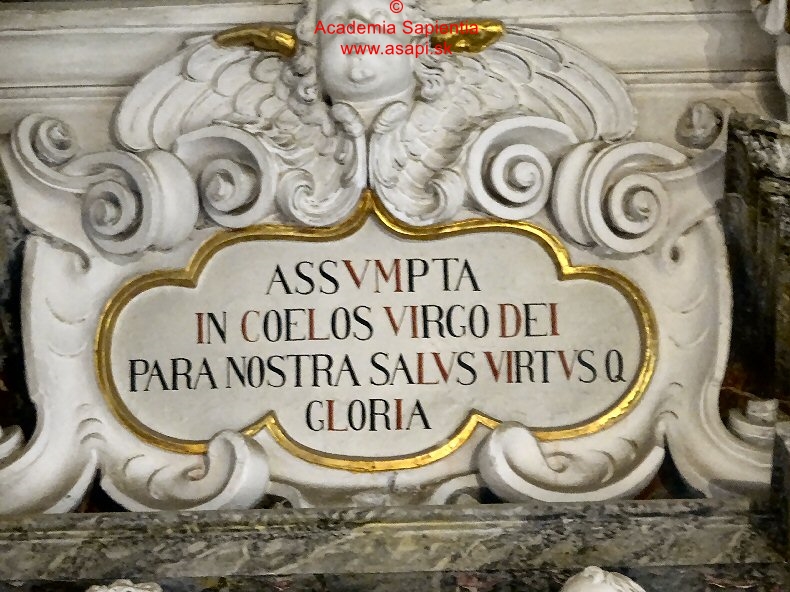 ©
Academia Sapientia
www.asapi.sk
ASSVMPTA
IN COELOS VIRGO DEI
PARA NOSTRA SALVS VIRTVS Q
GLORIA